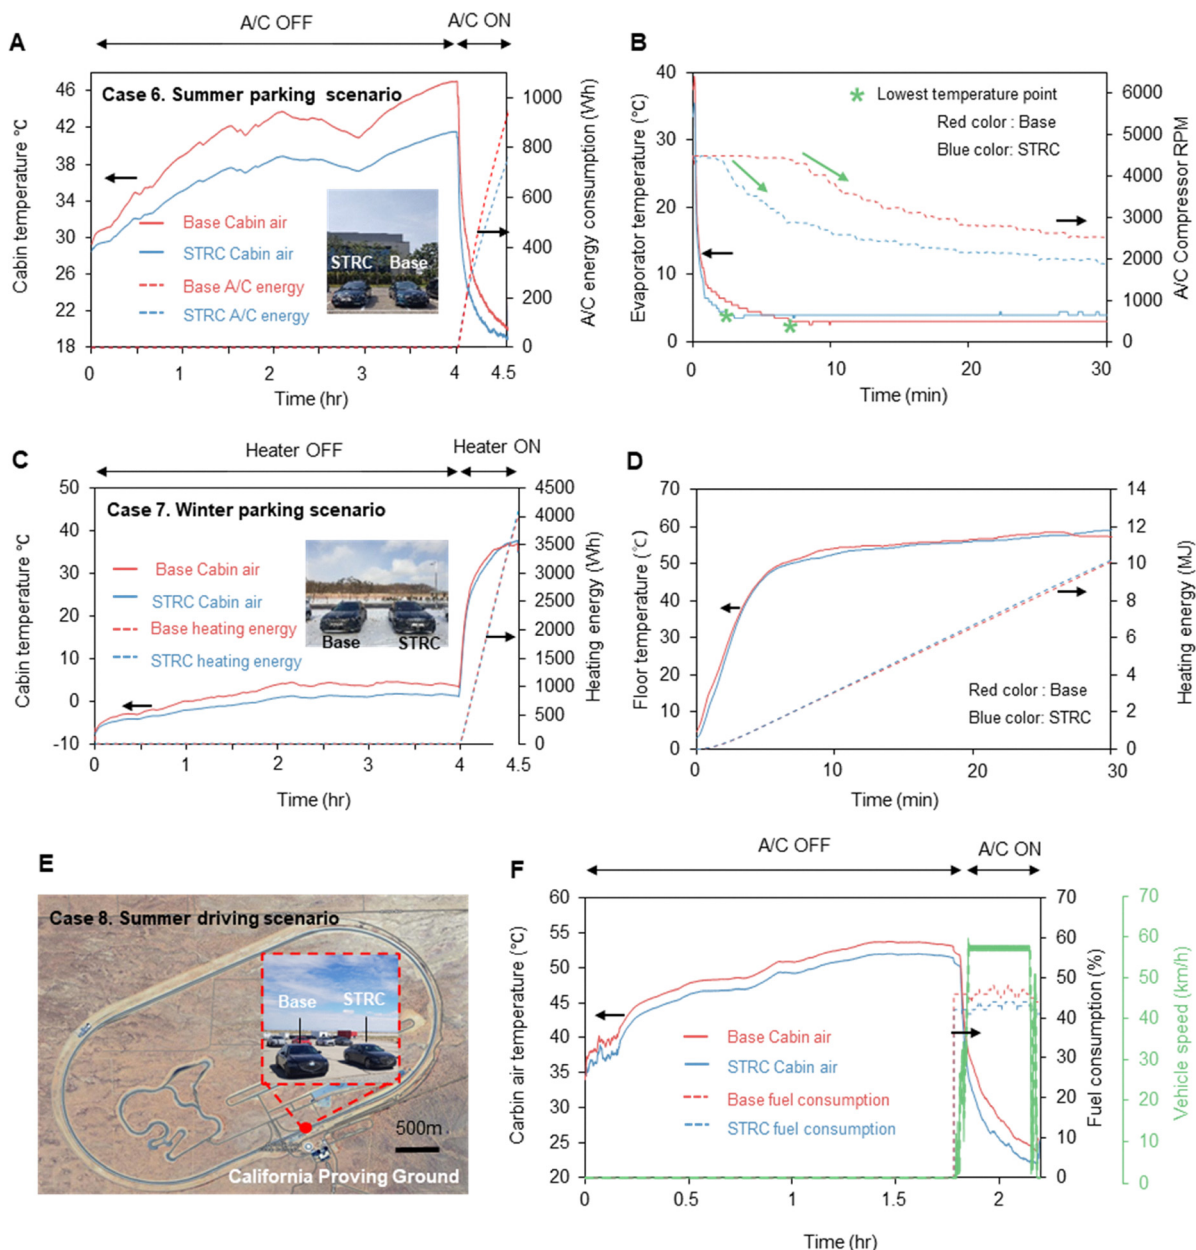 A/C OFF A/C ON
A
Cabin temperature °C
46
42
38
34
30
26
22
18
Case 6. Summer parking scenario
Base Cabin air
STRC Cabin air
Base A/C energy
STRC A/C energy
STRC Base
1000
800
600
400
200
0
A/C energy consumption (Wh)
0 1 2 3 4 4.5
Time (hr)
B
Evaporator temperature (°C)
40
30
20
10
0
Lowest temperature point
Red color : Base
Blue color: STRC
6000
5000
4000
3000
2000
1000
0
A/C Compressor RPM
0 10 20 30
Time (min)
Heater OFF Heater ON
C
Cabin temperature °C
50
40
30
20
10
0
-10
Case 7. Winter parking scenario
Base Cabin air
STRC Cabin air
Base heating energy
STRC heating energy
Base STRC
4500
4000
3500
3000
2500
2000
1500
1000
500
0
Heating energy (Wh)
0 1 2 3 4 4.5
Time (hr)
D
Floor temperature (°C)
70
60
50
40
30
20
10
0
Red color : Base
Blue color: STRC
14
12
10
8
6
4
2
0
Heating energy (MJ)
0 10 20 30
Time (min)
E
Case 8. Summer driving scenario
Base STRC
500m
California Proving Ground
A/C OFF A/C ON
F
Carbin air temperature (°C)
60
55
50
45
40
35
30
25
20
Base Cabin air
STRC Cabin air
Base fuel consumption
STRC fuel consumption
70
60
50
40
30
20
10
0
Fuel consumption (%)
70
60
50
40
30
20
10
0
Vehicle speed (km/h)
0 0.5 1 1.5 2
Time (hr)